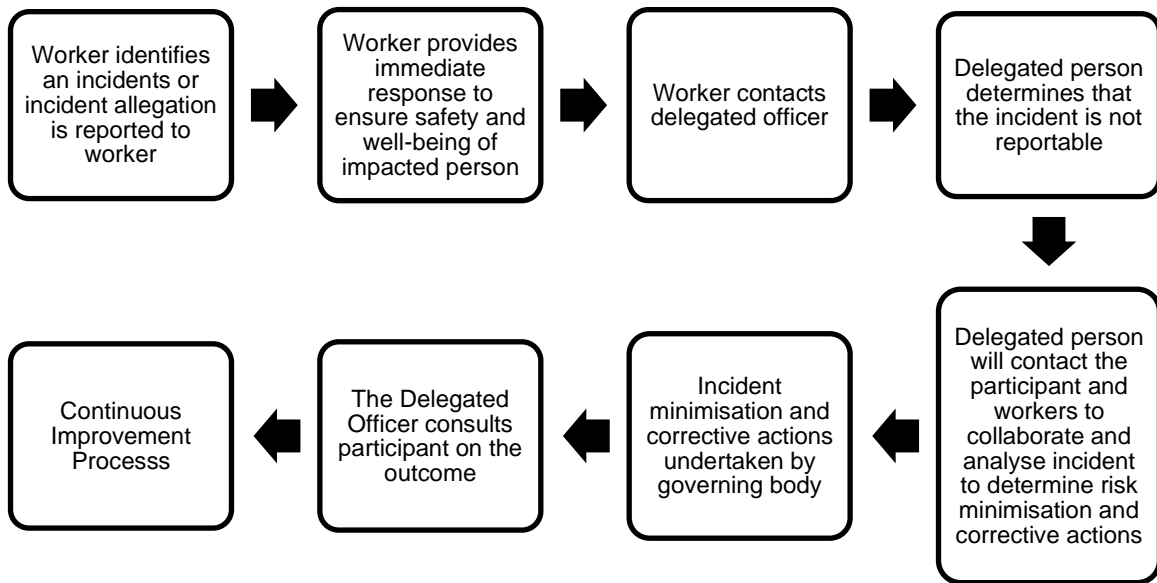 Worker identifies
an incidents or
incident allegation
is reported to
worker
Worker provides
immediate
response to
ensure safety and
well-being of
impacted person
Worker contacts
delegated officer
Delegated person
determines that
the incident is not
reportable
Delegated person
will contact the
participant and
workers to
collaborate and
analyse incident
to determine risk
minimisation and
corrective actions
Incident
minimisation and
corrective actions
undertaken by
governing body
The Delegated
Officer consults
participant on the
outcome
Continuous
Improvement
Processs